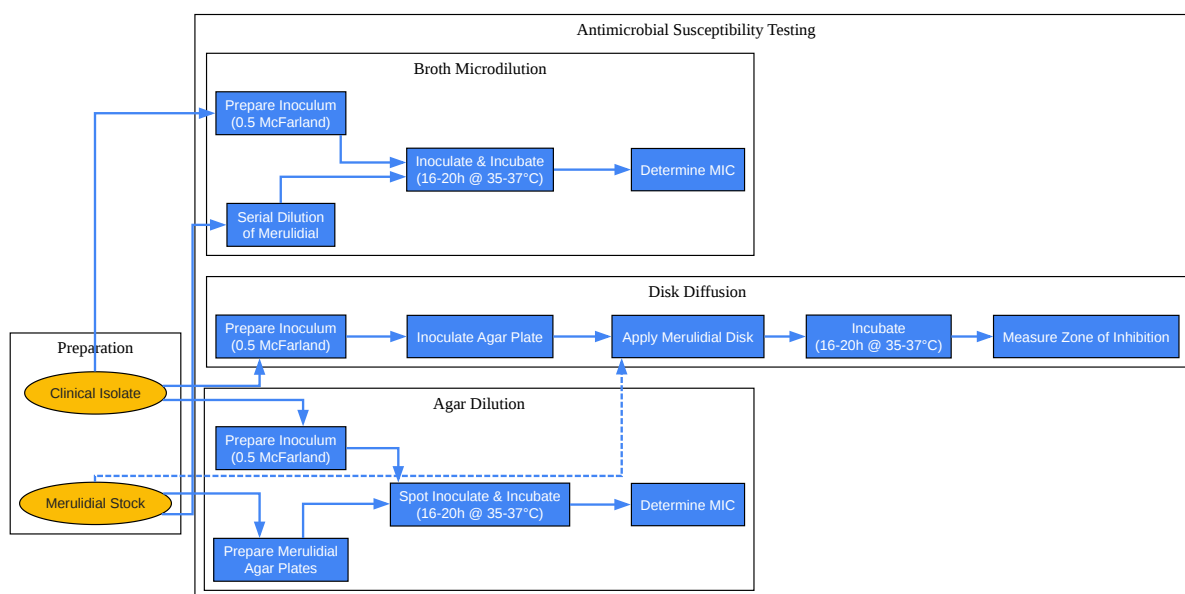 Antimicrobial Susceptibility Testing
Broth Microdilution
Prepare Inoculum
(0.5 McFarland)
Inoculate & Incubate
(16-20h @ 35-37°C)
Determine MIC
Serial Dilution
of Merulidial
Disk Diffusion
Prepare Inoculum
(0.5 McFarland)
Inoculate Agar Plate
Apply Merulidial Disk
Incubate
(16-20h @ 35-37°C)
Measure Zone of Inhibition
Preparation
Clinical Isolate
Merulidial Stock
Agar Dilution
Prepare Inoculum
(0.5 McFarland)
Spot Inoculate & Incubate
(16-20h @ 35-37°C)
Determine MIC
Prepare Merulidial
Agar Plates